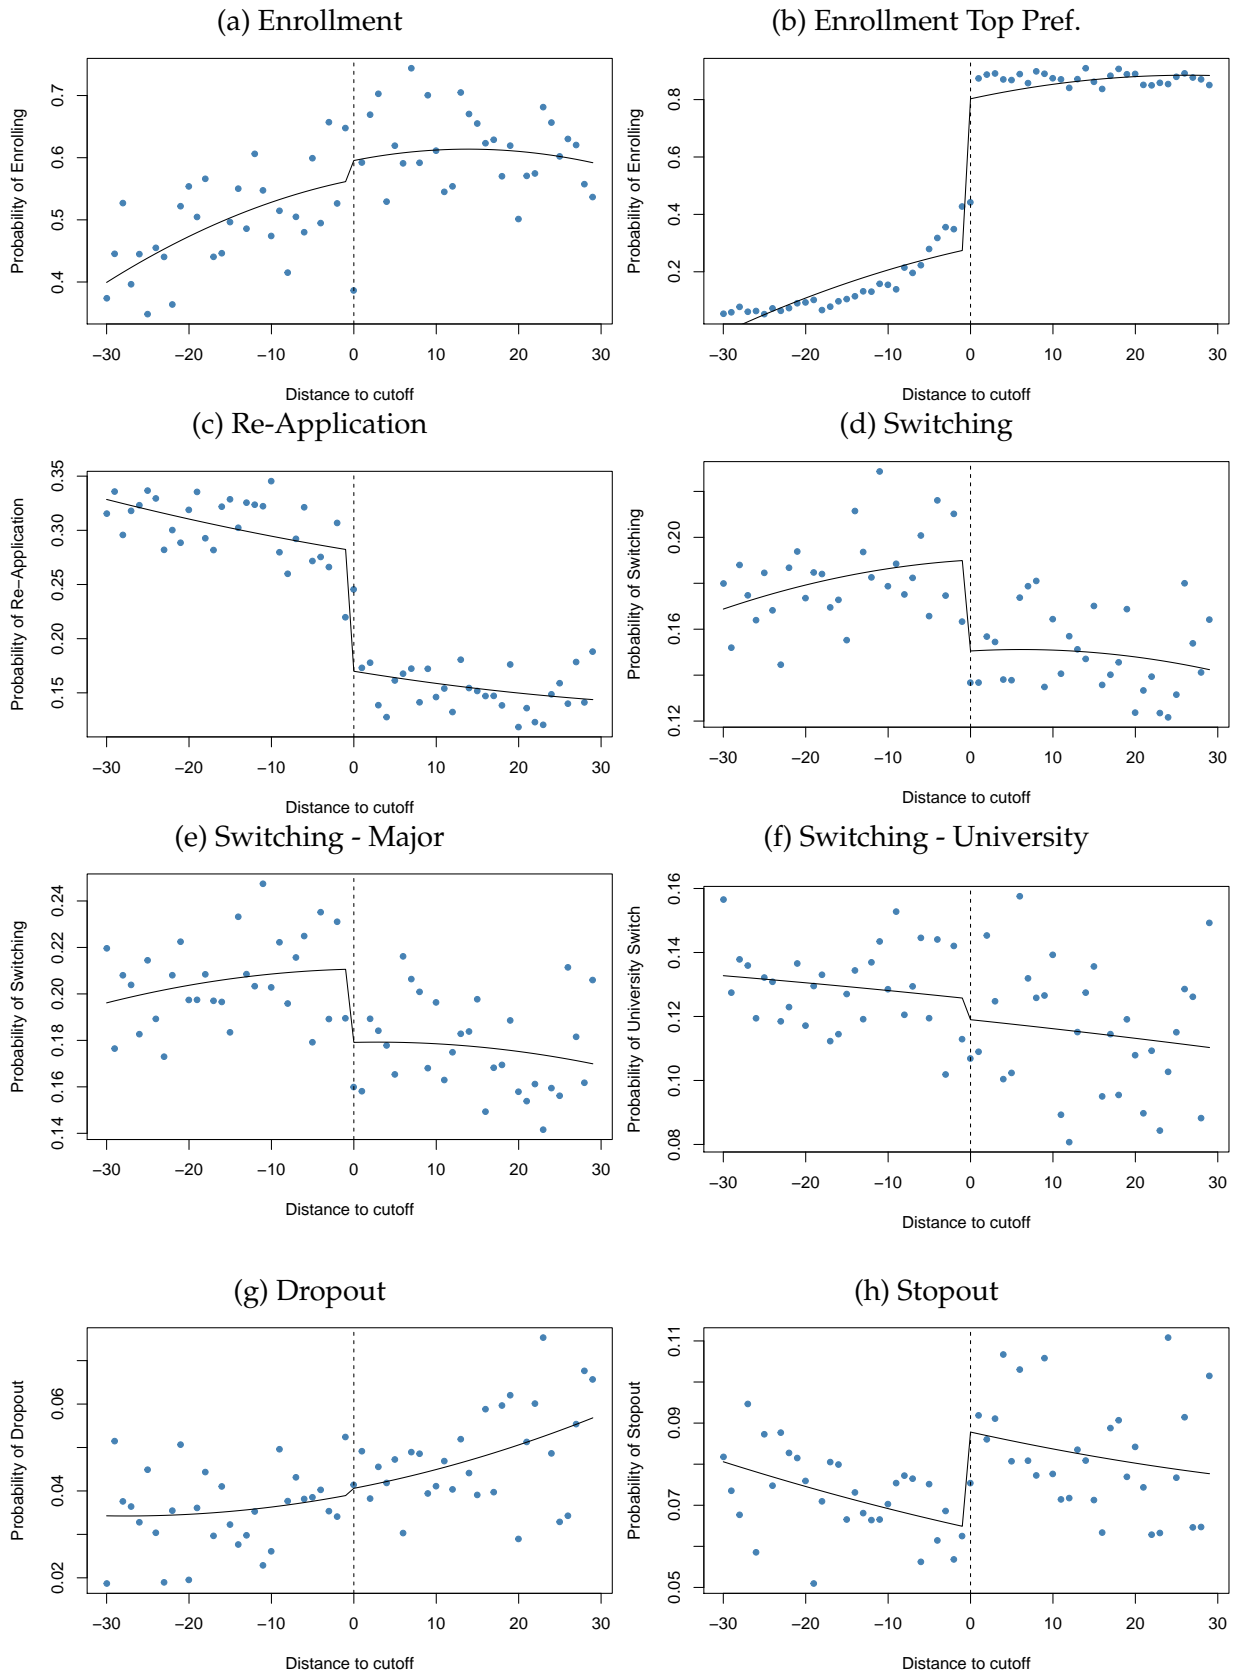 (a) Enrollment
Probability of Enrolling
0.7
0.6
0.5
0.4
−30 −20 −10 0 10 20 30
Distance to cutoff
(b) Enrollment Top Pref.
Probability of Enrolling
0.8
0.6
0.4
0.2
−30 −20 −10 0 10 20 30
Distance to cutoff
(c) Re-Application
Probability of Re−Application
0.35
0.30
0.25
0.20
0.15
−30 −20 −10 0 10 20 30
Distance to cutoff
(d) Switching
Probability of Switching
0.20
0.16
0.12
−30 −20 −10 0 10 20 30
Distance to cutoff
(e) Switching - Major
Probability of Switching
0.24
0.22
0.20
0.18
0.16
0.14
−30 −20 −10 0 10 20 30
Distance to cutoff
(f) Switching - University
Probability of University Switch
0.16
0.14
0.12
0.10
0.08
−30 −20 −10 0 10 20 30
Distance to cutoff
(g) Dropout
Probability of Dropout
0.06
0.04
0.02
−30 −20 −10 0 10 20 30
Distance to cutoff
(h) Stopout
Probability of Stopout
0.11
0.09
0.07
0.05
−30 −20 −10 0 10 20 30
Distance to cutoff